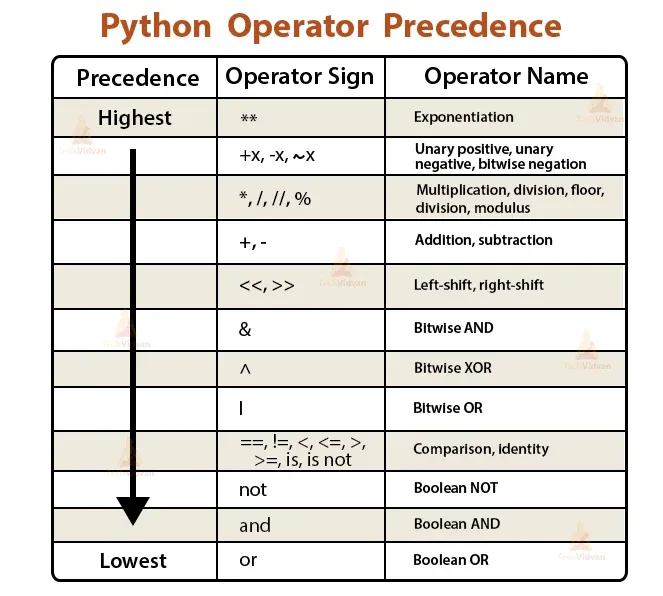 Python Operator Precedence
Precedence Operator Sign Operator Name
Highest ** Exponentiation
+x, -x, ~x Unary positive, unary
negative, bitwise negation
*, /, //, % Multiplication, division, floor,
division, modulus
+, - Addition, subtraction
<<, >> Left-shift, right-shift
& Bitwise AND
^ Bitwise XOR
| Bitwise OR
==, !=, <, <=, >,
>=, is, is not Comparison, identity
not Boolean NOT
and Boolean AND
Lowest or Boolean OR
TechVidvan
TechVidvan
TechVidvan
TechVidvan
TechVidvan
TechVidvan
TechVidvan